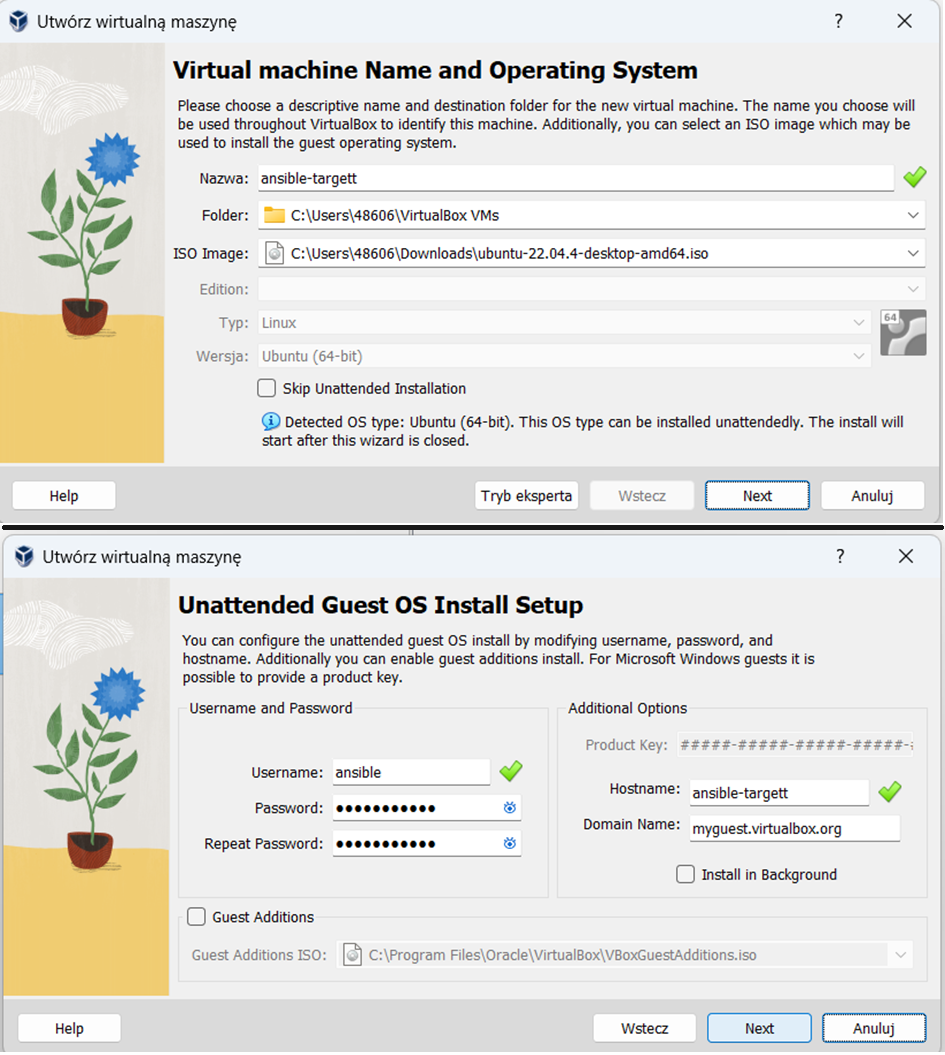 Utwórz wirtualną maszynę
?
Virtual machine Name and Operating System
Please choose a descriptive name and destination folder for the new virtual machine. The name you choose will
be used throughout VirtualBox to identify this machine. Additionally, you can select an ISO image which may be
used to install the guest operating system.
Nazwa: ansible-targett
Folder: C:\Users\48606\VirtualBox VMs
ISO Image: C:\Users\48606\Downloads\ubuntu-22.04.4-desktop-amd64.iso
Edition:
Typ: Linux 64
Wersja: Ubuntu (64-bit)
Skip Unattended Installation
Detected OS type: Ubuntu (64-bit). This OS type can be installed unattendedly. The install will
start after this wizard is closed.
Help Tryb eksperta Wstecz Next Anuluj
Utwórz wirtualną maszynę
?
Unattended Guest OS Install Setup
You can configure the unattended guest OS install by modifying username, password, and
hostname. Additionally you can enable guest additions install. For Microsoft Windows guests it is
possible to provide a product key.
Username and Password
Username: ansible
Password: ●●●●●●●●●●●
Repeat Password: ●●●●●●●●●●●
Additional Options
Product Key: #####-#####-#####-#####-
Hostname: ansible-targett
Domain Name: myguest.virtualbox.org
Install in Background
Guest Additions
Guest Additions ISO: C:\Program Files\Oracle\VirtualBox\VBoxGuestAdditions.iso
Help Wstecz Next Anuluj